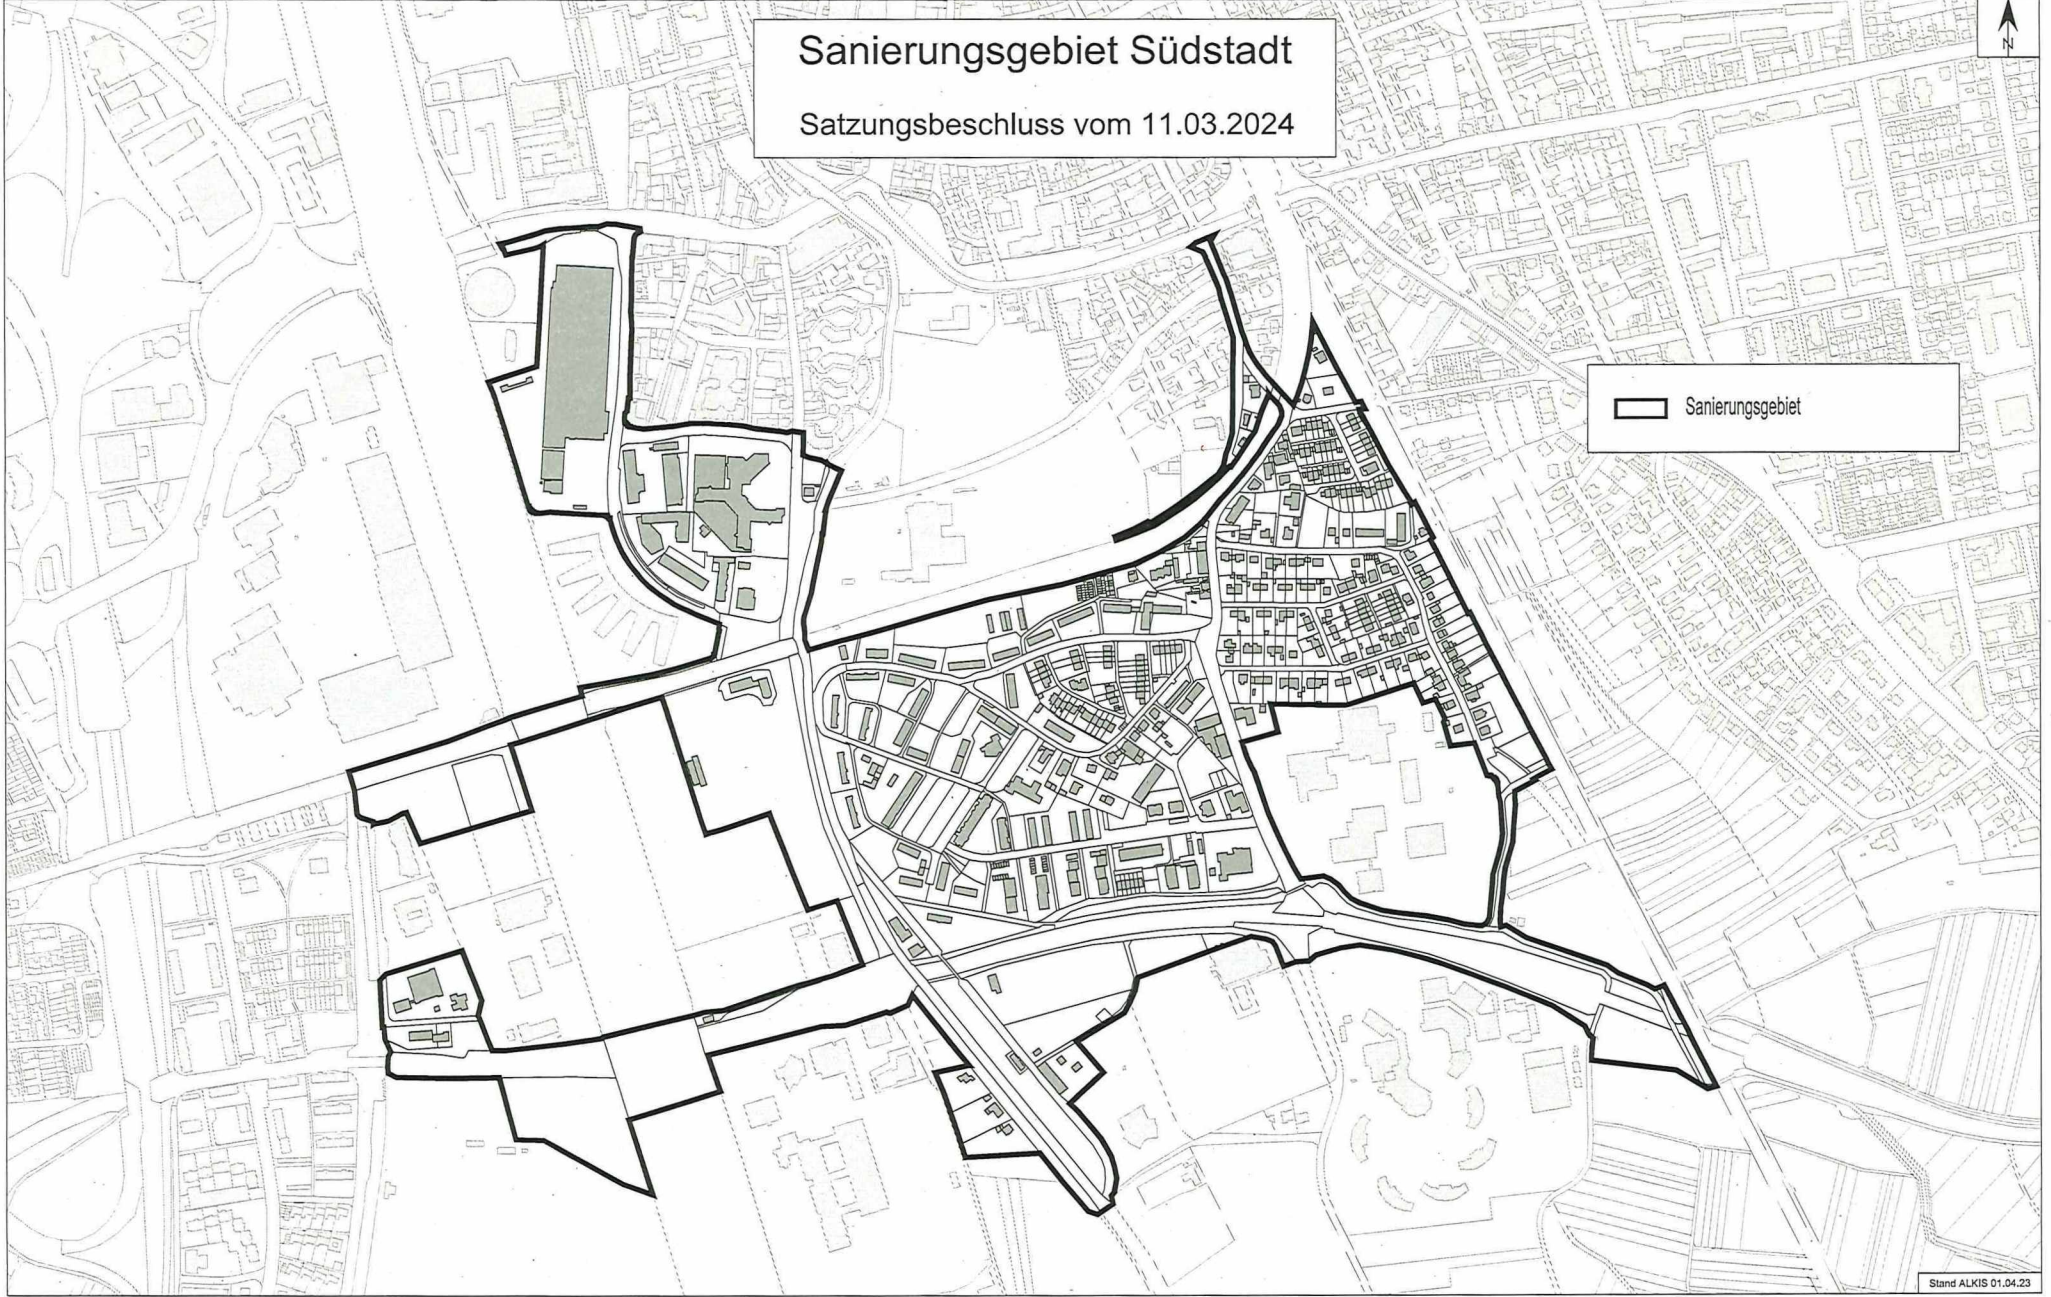 Sanierungsgebiet Südstadt
Satzungsbeschluss vom 11.03.2024
N
Sanierungsgebiet
Stand ALKIS 01.04.23